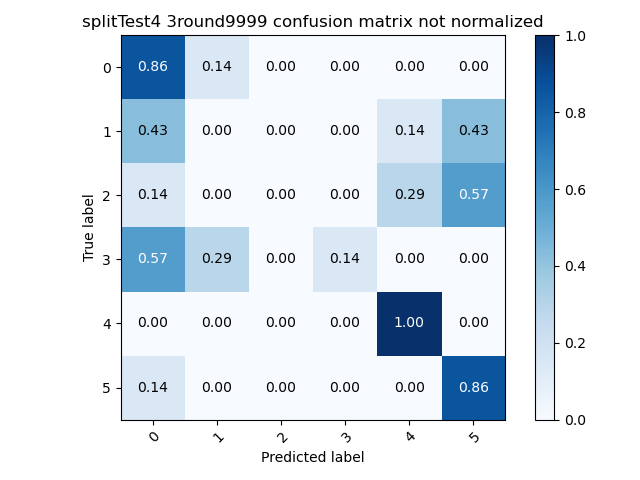 splitTest4 3round9999 confusion matrix not normalized
1.0
0 0.86 0.14 0.00 0.00 0.00 0.00
0.8
1 0.43 0.00 0.00 0.00 0.14 0.43
2 0.14 0.00 0.00 0.00 0.29 0.57
0.6
True label
3 0.57 0.29 0.00 0.14 0.00 0.00
0.4
4 0.00 0.00 0.00 0.00 1.00 0.00
0.2
5 0.14 0.00 0.00 0.00 0.00 0.86
0.0
0 1 2 3 4 5
Predicted label